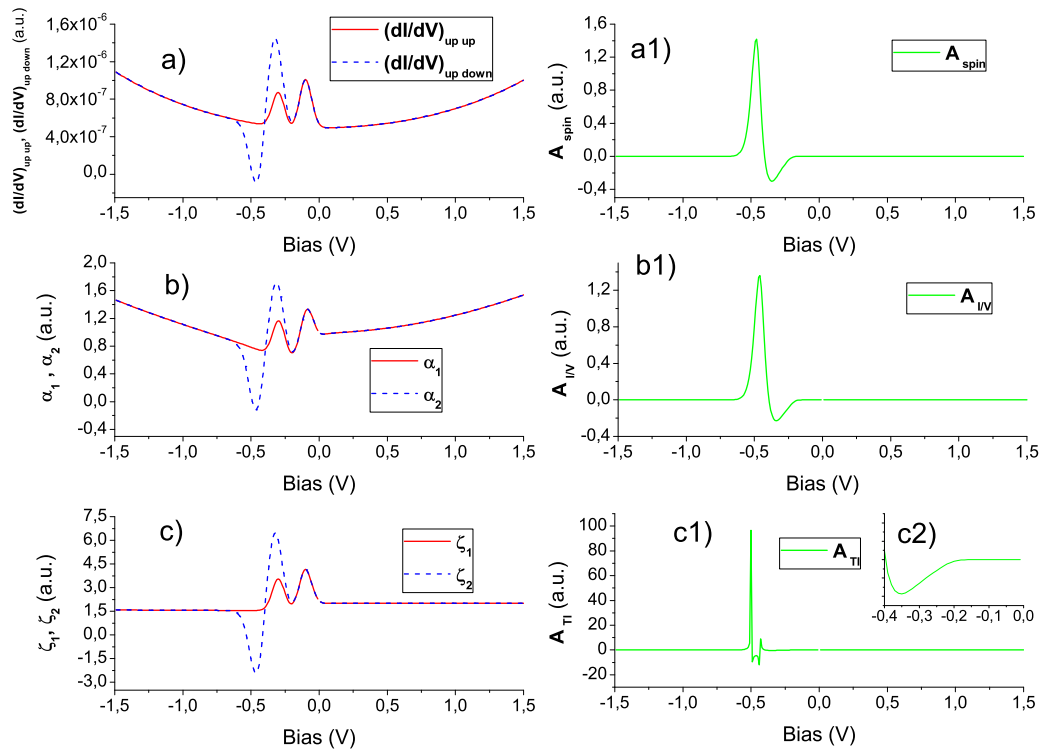 a)
(dI/dV)up up, (dI/dV)up down (a.u.)
1,6x10-6
1,2x10-6
8,0x10-7
4,0x10-7
0,0
(dI/dV)up up
(dI/dV)up down
-1,5 -1,0 -0,5 0,0 0,5 1,0 1,5
Bias (V)
a1)
A spin (a.u.)
1,6
1,2
0,8
0,4
0,0
-0,4
A spin
-1,5 -1,0 -0,5 0,0 0,5 1,0 1,5
Bias (V)
b)
α1 , α2 (a.u.)
2,0
1,6
1,2
0,8
0,4
0,0
-0,4
α1
α2
-1,5 -1,0 -0,5 0,0 0,5 1,0 1,5
Bias (V)
b1)
A I/V (a.u.)
1,2
0,8
0,4
0,0
-0,4
A I/V
-1,5 -1,0 -0,5 0,0 0,5 1,0 1,5
Bias (V)
c)
ζ1, ζ2 (a.u.)
7,5
6,0
4,5
3,0
1,5
0,0
-1,5
-3,0
ζ1
ζ2
-1,5 -1,0 -0,5 0,0 0,5 1,0 1,5
Bias (V)
c1)
A TI (a.u.)
100
80
60
40
20
0
-20
A TI
c2)
-0,4 -0,3 -0,2 -0,1 0,0
-1,5 -1,0 -0,5 0,0 0,5 1,0 1,5
Bias (V)